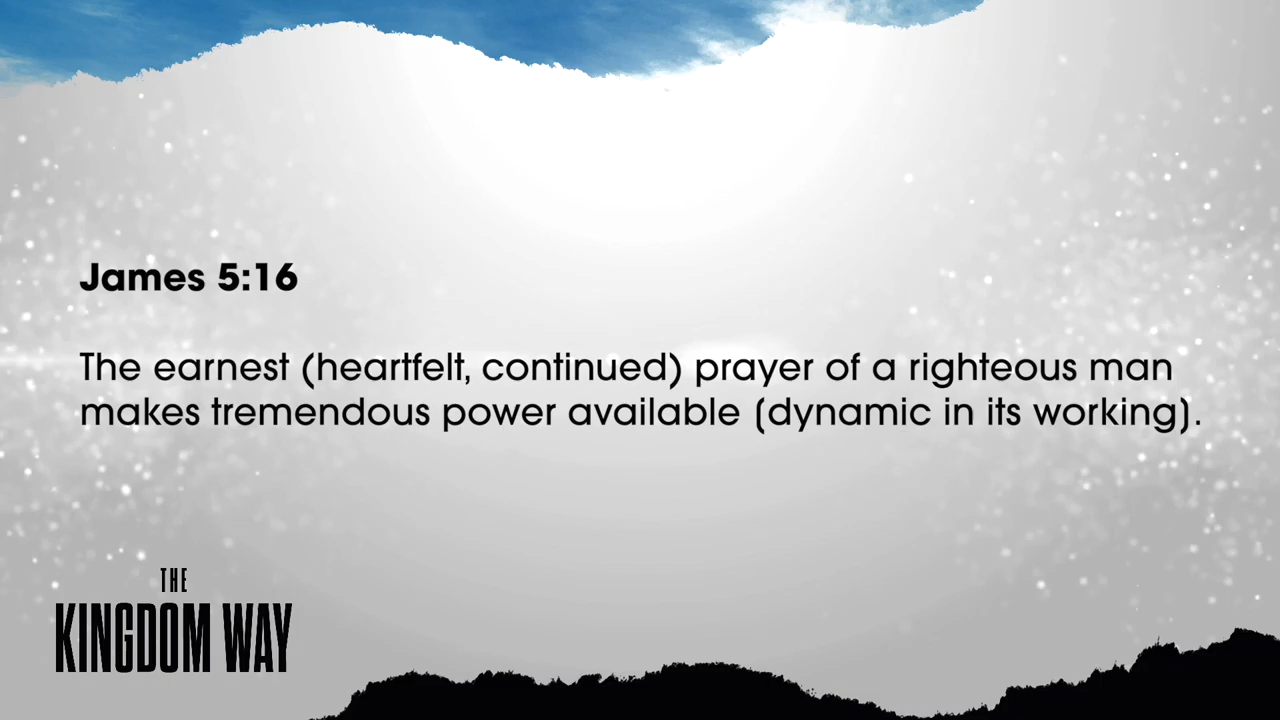 James 5:16
The earnest (heartfelt, continued) prayer of a righteous man
makes tremendous power available (dynamic in its working).
THE
KINGDOM WAY